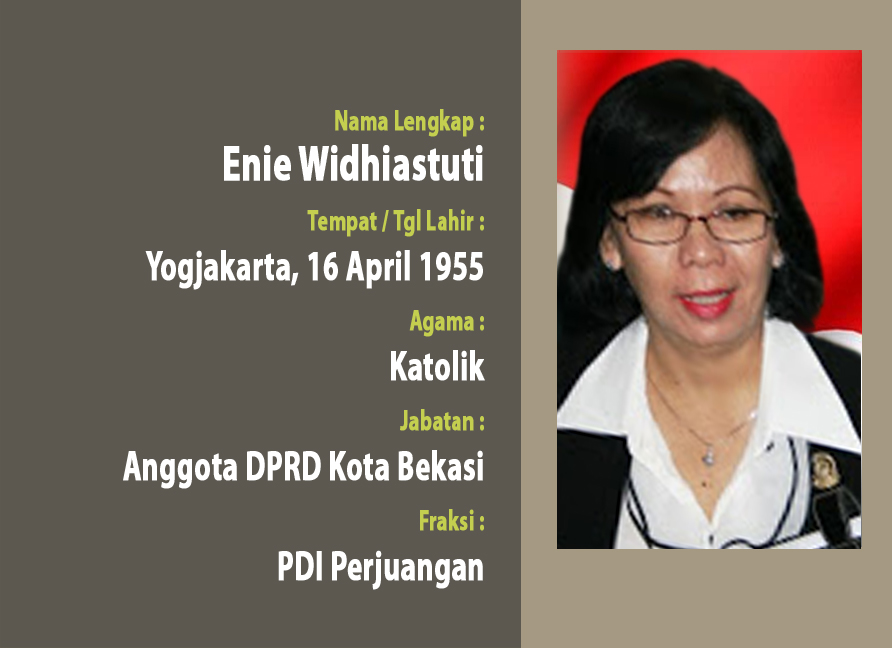 Nama Lengkap :
Enie Widhiastuti
Tempat / Tgl Lahir :
Yogjakarta, 16 April 1955
Agama :
Katolik
Jabatan :
Anggota DPRD Kota Bekasi
Fraksi :
PDI Perjuangan